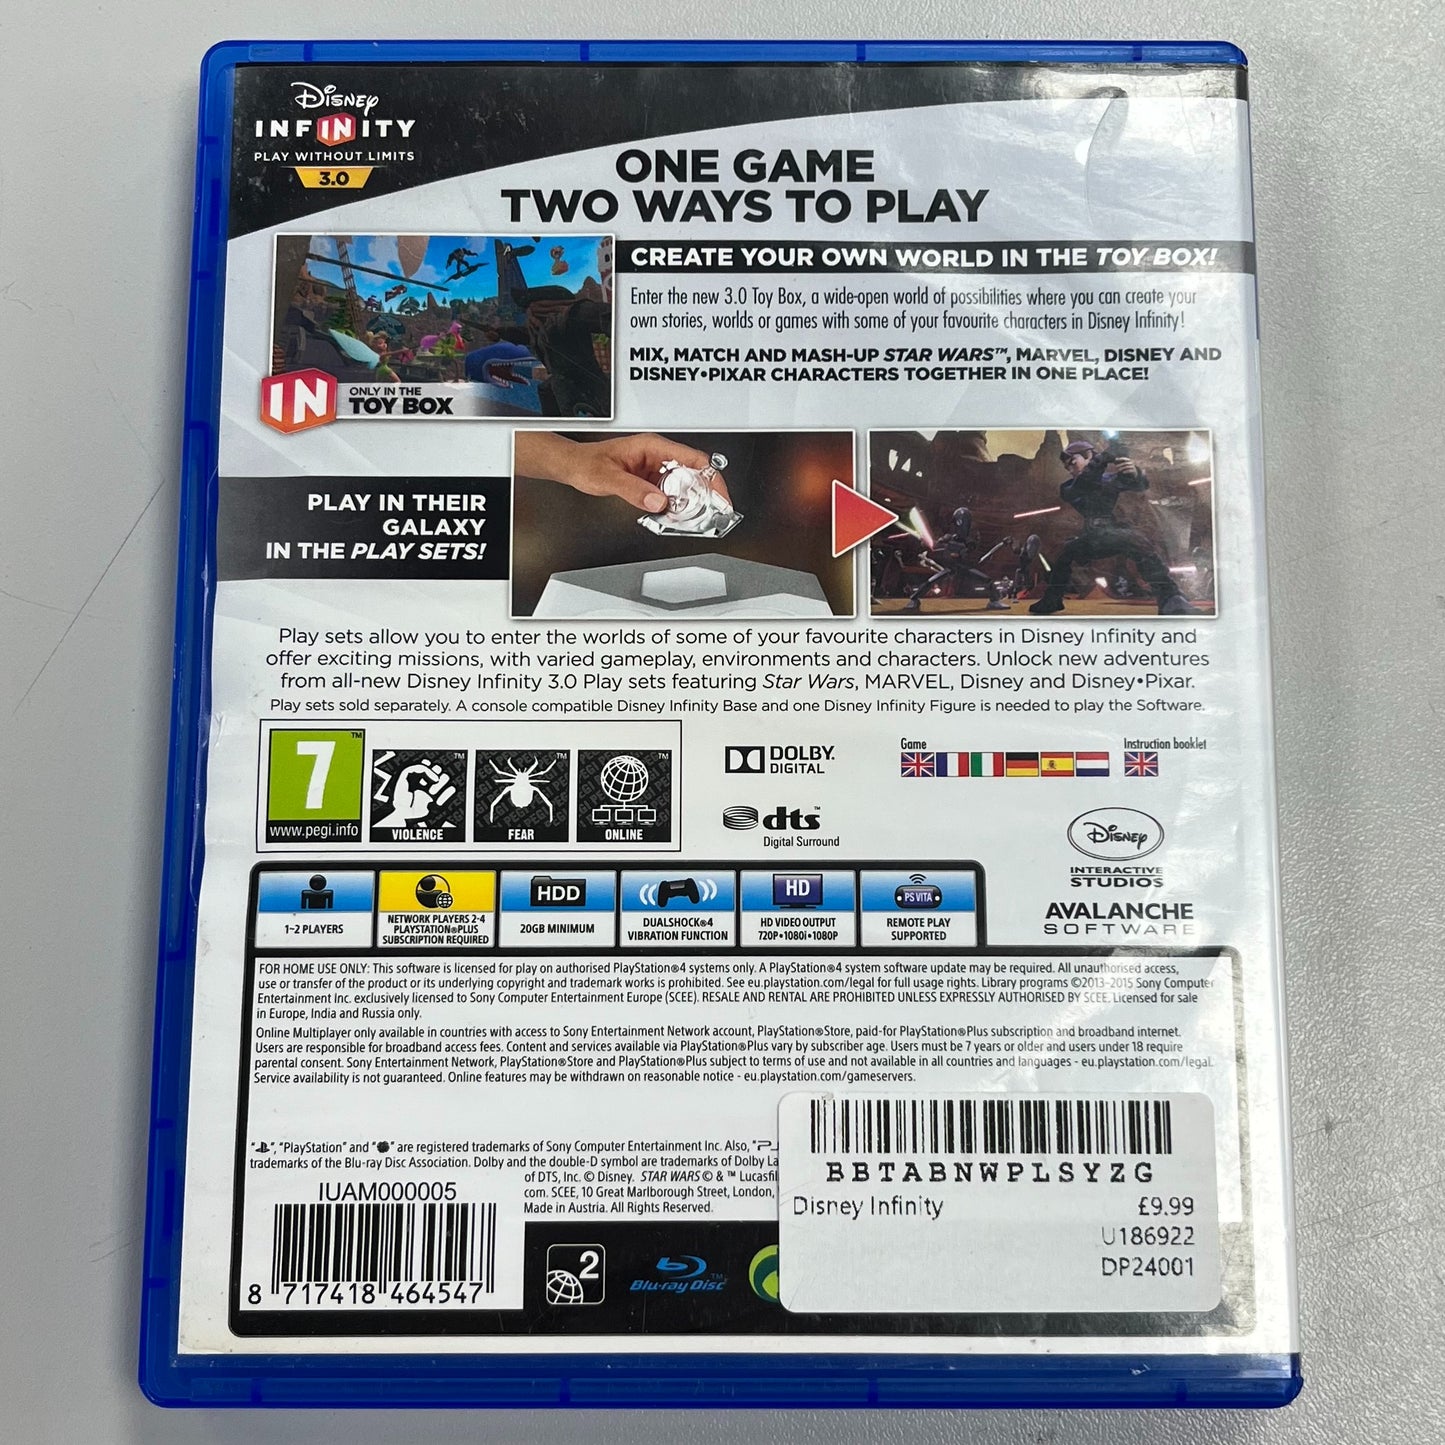 Disney
INFINITY
PLAY WITHOUT LIMITS
3.0
ONE GAME
TWO WAYS TO PLAY
CREATE YOUR OWN WORLD IN THE TOY BOX!
Enter the new 3.0 Toy Box, a wide-open world of possibilities where you can create your
own stories, worlds or games with some of your favourite characters in Disney Infinity!
MIX, MATCH AND MASH-UP STAR WARS™, MARVEL, DISNEY AND
DISNEY•PIXAR CHARACTERS TOGETHER IN ONE PLACE!
IN
ONLY IN THE
TOY BOX
PLAY IN THEIR
GALAXY
IN THE PLAY SETS!
Play sets allow you to enter the worlds of some of your favourite characters in Disney Infinity and
offer exciting missions, with varied gameplay, environments and characters. Unlock new adventures
from all-new Disney Infinity 3.0 Play sets featuring Star Wars, MARVEL, Disney and Disney•Pixar.
Play sets sold separately. A console compatible Disney Infinity Base and one Disney Infinity Figure is needed to play the Software.
7
www.pegi.info
VIOLENCE
FEAR
ONLINE
DOLBY.
DIGITAL
dts
Digital Surround
Game
Instruction booklet
Disney
INTERACTIVE
STUDIOS
AVALANCHE
SOFTWARE
1-2 PLAYERS
NETWORK PLAYERS 2-4
PLAYSTATION®PLUS
SUBSCRIPTION REQUIRED
HDD
20GB MINIMUM
DUALSHOCK®4
VIBRATION FUNCTION
HD
HD VIDEO OUTPUT
720P•1080i•1080P
PS VITA
REMOTE PLAY
SUPPORTED
FOR HOME USE ONLY: This software is licensed for play on authorised PlayStation®4 systems only. A PlayStation®4 system software update may be required. All unauthorised access,
use or transfer of the product or its underlying copyright and trademark works is prohibited. See eu.playstation.com/legal for full usage rights. Library programs ©2013-2015 Sony Computer
Entertainment Inc. exclusively licensed to Sony Computer Entertainment Europe (SCEE). RESALE AND RENTAL ARE PROHIBITED UNLESS EXPRESSLY AUTHORISED BY SCEE. Licensed for sale
in Europe, India and Russia only.
Online Multiplayer only available in countries with access to Sony Entertainment Network account, PlayStation®Store, paid-for PlayStation®Plus subscription and broadband internet.
Users are responsible for broadband access fees. Content and services available via PlayStation®Plus vary by subscriber age. Users must be 7 years or older and users under 18 require
parental consent. Sony Entertainment Network, PlayStation®Store and PlayStation®Plus subject to terms of use and not available in all countries and languages - eu.playstation.com/legal.
Service availability is not guaranteed. Online features may be withdrawn on reasonable notice - eu.playstation.com/gameservers.
" ", "PlayStation" and " " are registered trademarks of Sony Computer Entertainment Inc. Also, "
trademarks of the Blu-ray Disc Association. Dolby and the double-D symbol are trademarks of Dolby La
of DTS, Inc. © Disney. STAR WARS © & ™ Lucasfil
com. SCEE, 10 Great Marlborough Street, London,
Made in Austria. All Rights Reserved.
IUAM000005
8 717418 464547
2
Blu-ray Disc
BBTABNWPLSYZG
Disney Infinity £9.99
U186922
DP24001